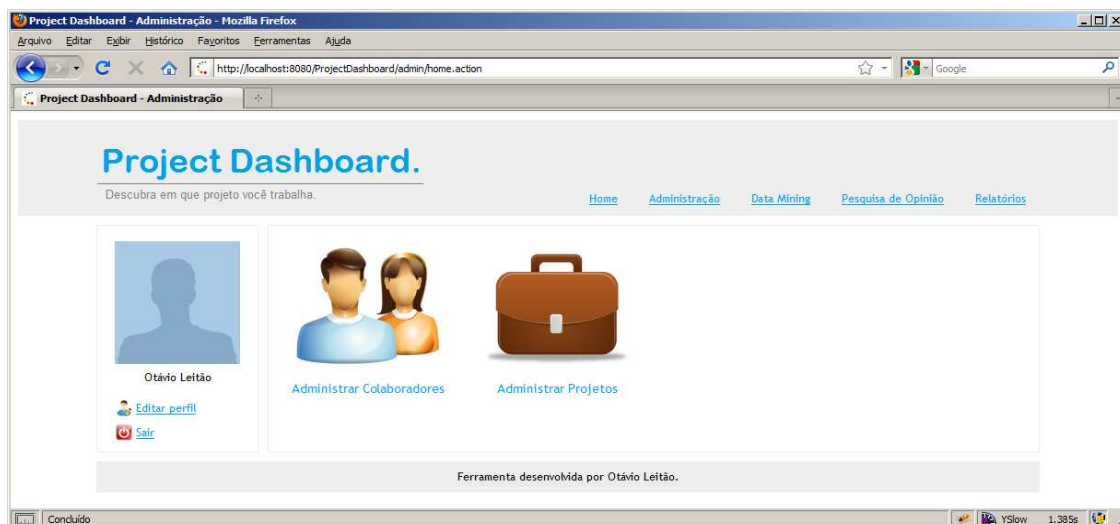 Project Dashboard - Administração - Mozilla Firefox
Arquivo Editar Exibir Histórico Favoritos Ferramentas Ajuda
http://localhost:8080/ProjectDashboard/admin/home.action
Google
Project Dashboard - Administração
Project Dashboard.
Descubra em que projeto você trabalha.
Home Administração Data Mining Pesquisa de Opinião Relatórios
Otávio Leitão
Editar perfil
Sair
Administrar Colaboradores
Administrar Projetos
Ferramenta desenvolvida por Otávio Leitão.
Concluído
YSlow 1.385s